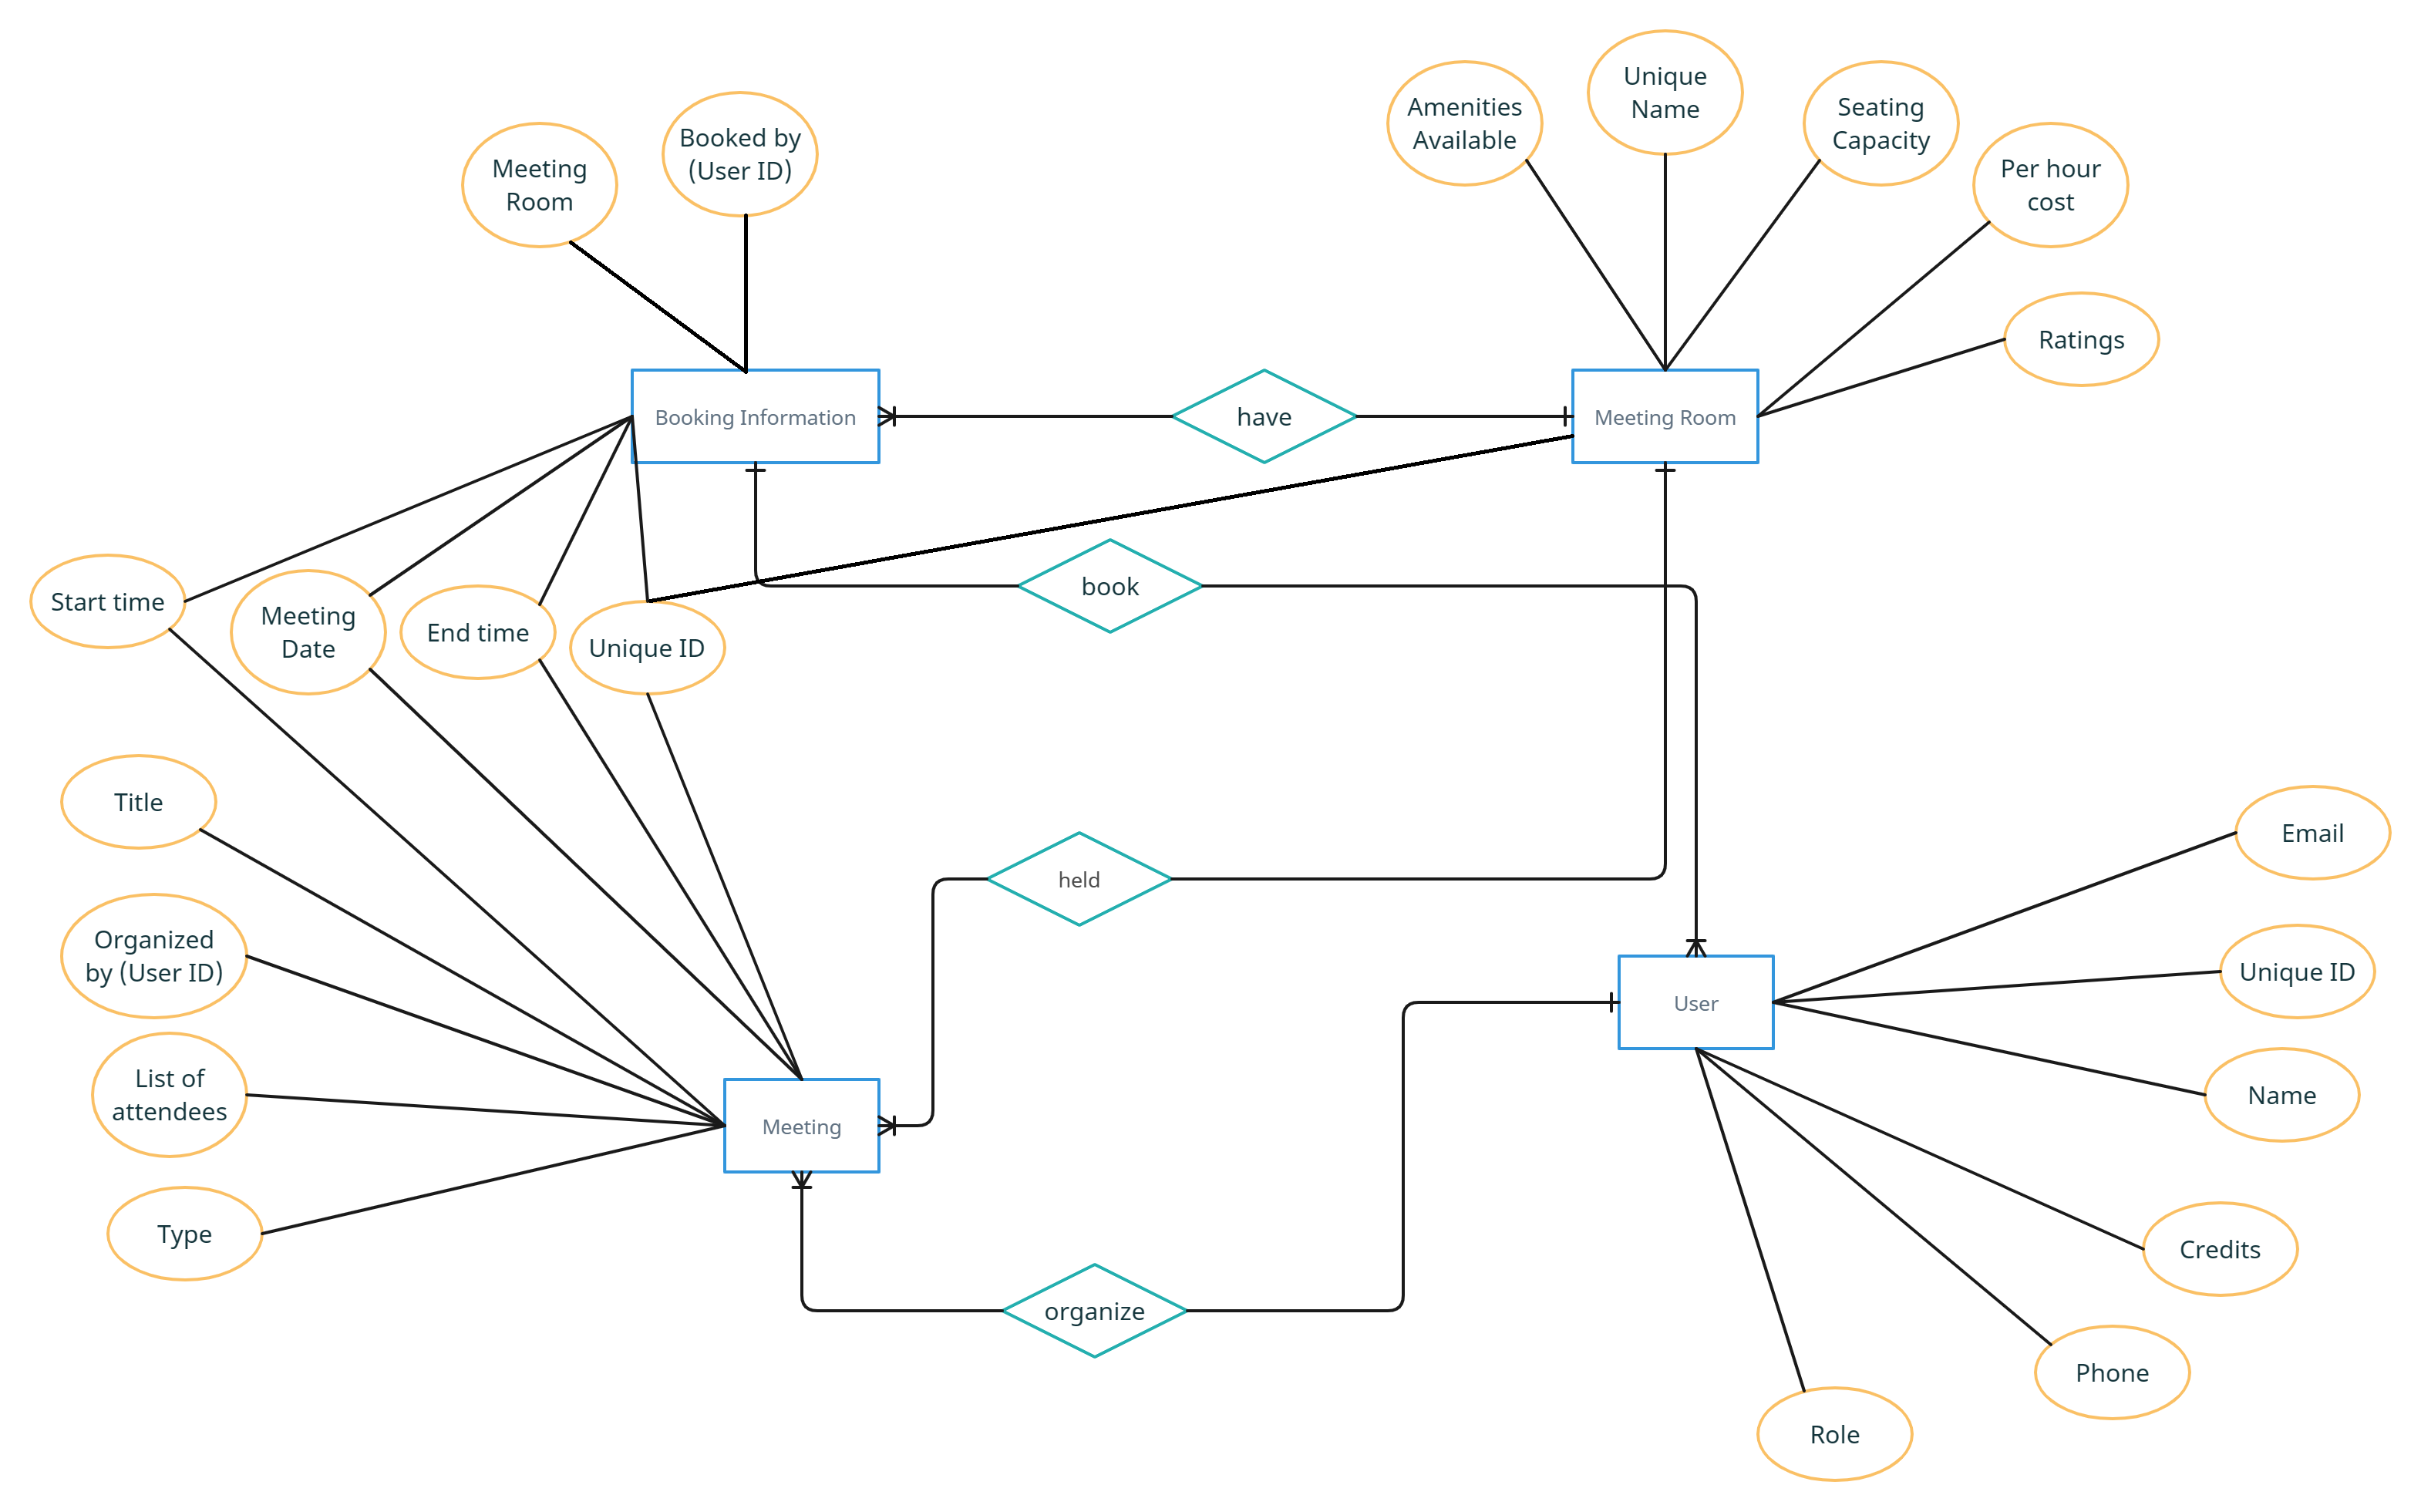 Unique
Name
Amenities
Available
Seating
Capacity
Booked by
(User ID)
Meeting
Room
Per hour
cost
Ratings
Booking Information
have
Meeting Room
book
Start time
Meeting
Date
End time
Unique ID
Title
Email
held
Organized
by (User ID)
Unique ID
User
List of
attendees
Name
Meeting
Type
Credits
organize
Phone
Role